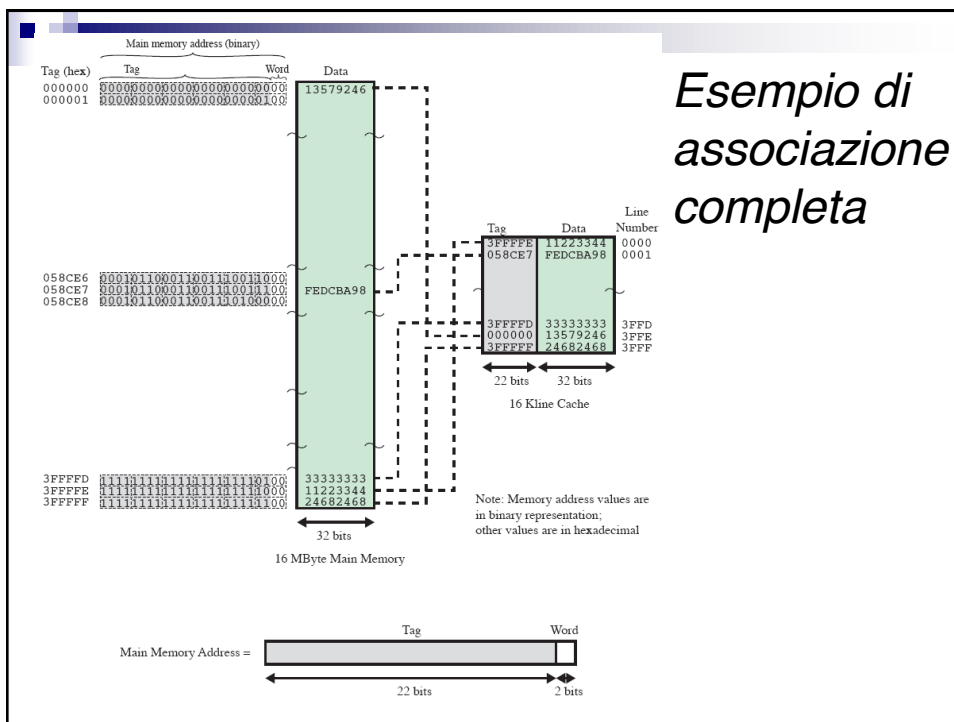 Esempio di
associazione
completa
Main memory address (binary)
Tag (hex) Tag Word Data
000000 000000000000000000000000 13579246
000001 000000000000000000000100
058CE6 000101100011001110011000
058CE7 000101100011001110011100 FEDCBA98
058CE8 000101100011001110100000
3FFFFD 111111111111111111110100 33333333
3FFFFE 111111111111111111111000 11223344
3FFFFF 111111111111111111111100 24682468
32 bits
16 MByte Main Memory
Line
Tag Data Number
3FFFFE 11223344 0000
058CE7 FEDCBA98 0001
3FFFFD 33333333 3FFD
000000 13579246 3FFE
3FFFFF 24682468 3FFF
22 bits 32 bits
16 Kline Cache
Note: Memory address values are
in binary representation;
other values are in hexadecimal
Tag Word
Main Memory Address =
22 bits 2 bits